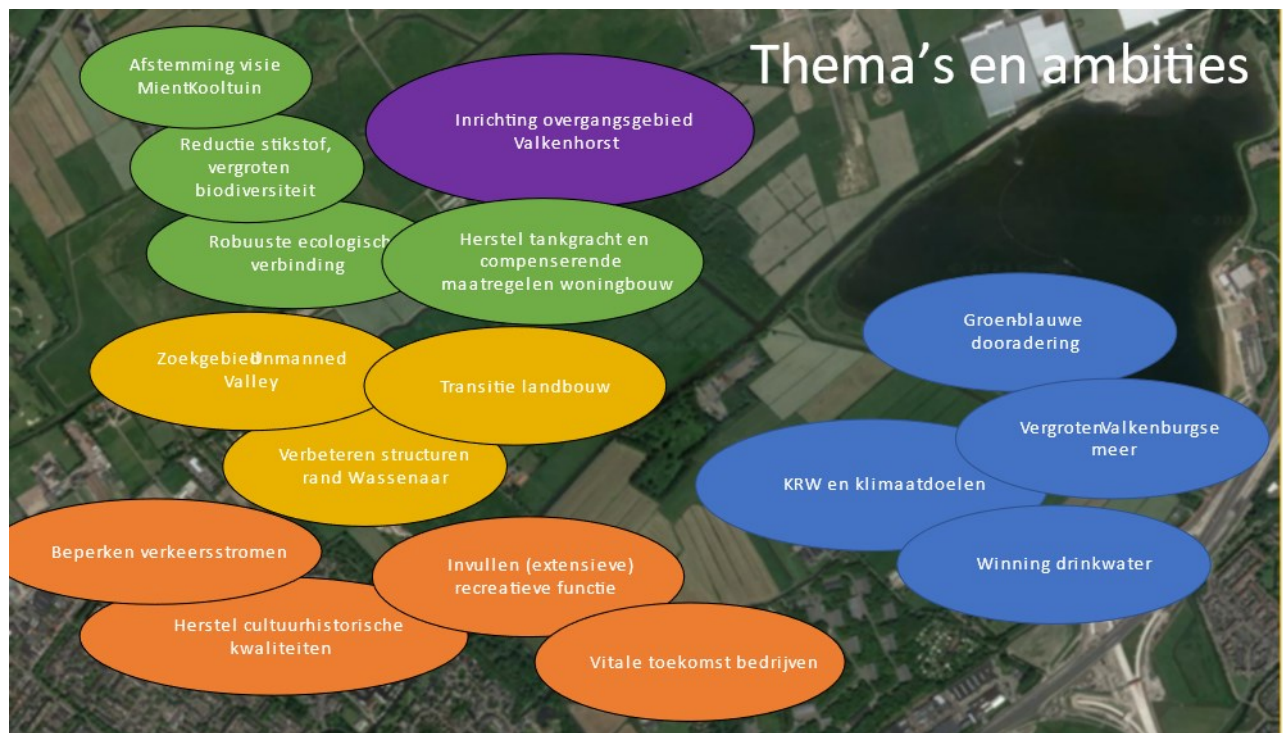 Thema's en ambities
Afstemming visie
MientKooltuin
Reductie stikstof,
vergroten
biodiversiteit
Robuuste ecologisch
verbinding
Inrichting overgangsgebied
Valkenhorst
Herstel tankgracht en
compenserende
maatregelen woningbouw
Zoekgebied Unmanned
Valley
Transitie landbouw
Verbeteren structuren
rand Wassenaar
Beperken verkeersstromen
Herstel cultuurhistorische
kwaliteiten
Invullen (extensieve)
recreatieve functie
Vitale toekomst bedrijven
Groen-blauwe
dooradering
Vergroten Valkenburgse
meer
KRW en klimaatdoelen
Winning drinkwater